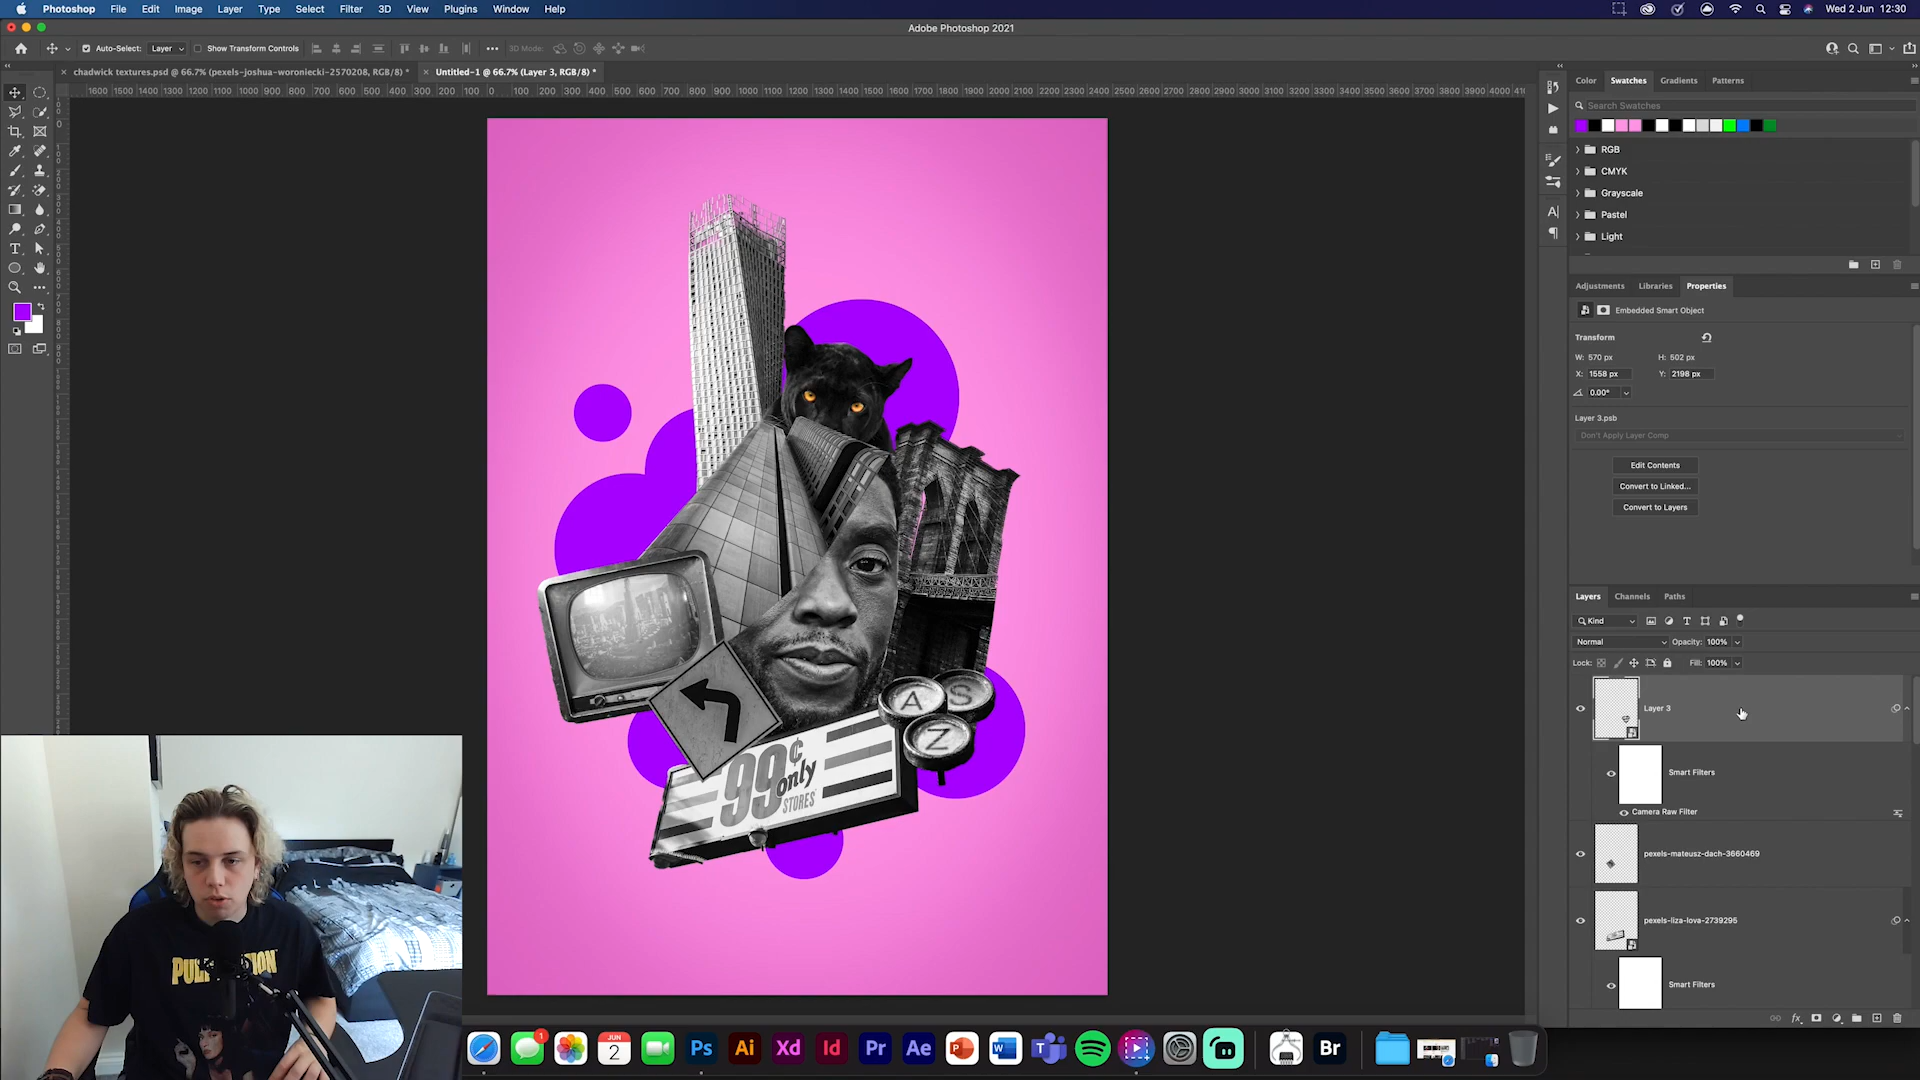 Photoshop File Edit Image Layer Type Select Filter 3D View Plugins Window Help Wed 2 Jun 12:30
Adobe Photoshop 2021
Auto-Select: Layer Show Transform Controls 3D Mode:
chadwick textures.psd @ 66.7% (pexels-joshua-woroniecki-2570208, RGB/8) *
Untitled-1 @ 66.7% (Layer 3, RGB/8) *
Color Swatches Gradients Patterns
Search Swatches
RGB
CMYK
Grayscale
Pastel
Light
Adjustments Libraries Properties
Embedded Smart Object
Transform
W: 570 px H: 502 px
X: 1558 px Y: 2198 px
0.00°
Layer 3.psb
Don't Apply Layer Comp
Edit Contents
Convert to Linked...
Convert to Layers
Layers Channels Paths
Kind
Normal Opacity: 100%
Lock: Fill: 100%
Layer 3
Smart Filters
Camera Raw Filter
pexels-mateusz-dach-3660469
pexels-liza-lova-2739295
Smart Filters
A S
Z
99¢
only
STORES
JUN
2
1
Ps Ai Xd Id Pr Ae P W T Br